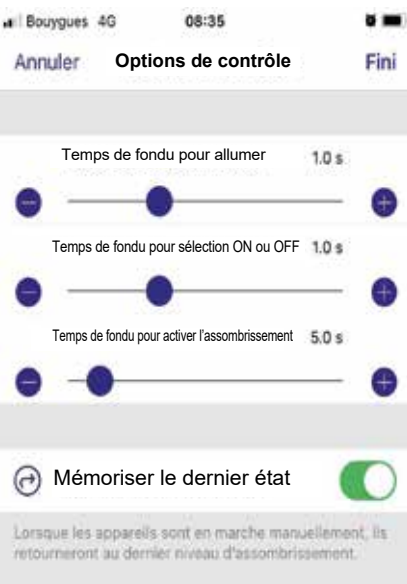 Bouygues 4G 08:35
Annuler Options de contrôle Fini
Temps de fondu pour allumer 1.0 s
Temps de fondu pour sélection ON ou OFF 1.0 s
Temps de fondu pour activer l'assombrissement 5.0 s
Mémoriser le dernier état
Lorsque les appareils sont en marche manuellement, ils
retourneront au dernier niveau d'assombrissement.